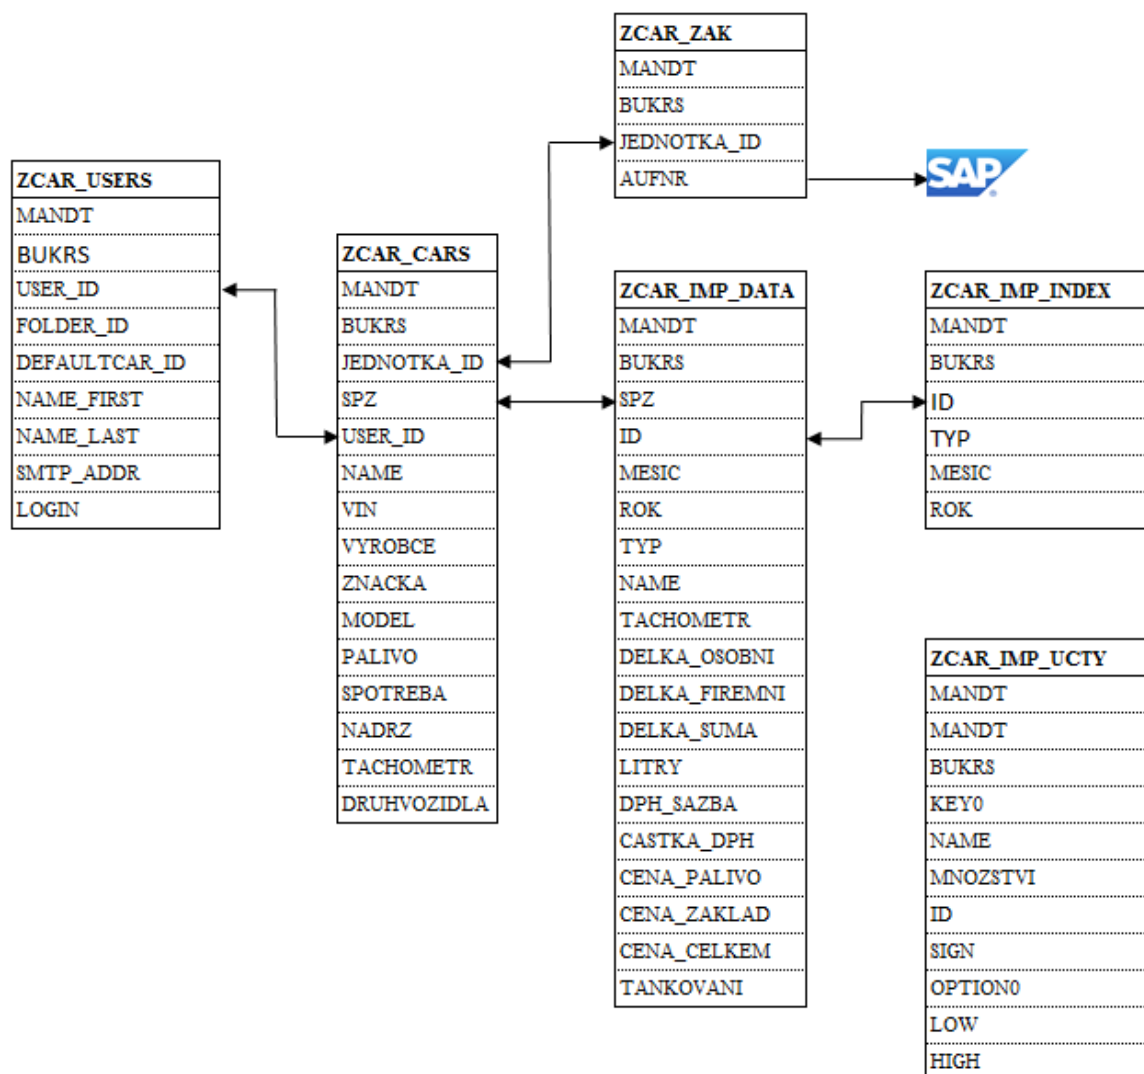 ZCAR_ZAK
MANDT
BUKRS
JEDNOTKA_ID
AUFNR
SAP
ZCAR_USERS
MANDT
BUKRS
USER_ID
FOLDER_ID
DEFAULTCAR_ID
NAME_FIRST
NAME_LAST
SMTP_ADDR
LOGIN
ZCAR_CARS
MANDT
BUKRS
JEDNOTKA_ID
SPZ
USER_ID
NAME
VIN
VYROBCE
ZNACKA
MODEL
PALIVO
SPOTREBA
NADRZ
TACHOMETR
DRUHVOZIDLA
ZCAR_IMP_DATA
MANDT
BUKRS
SPZ
ID
MESIC
ROK
TYP
NAME
TACHOMETR
DELKA_OSOBNI
DELKA_FIREMNI
DELKA_SUMA
LITRY
DPH_SAZBA
CASTKA_DPH
CENA_PALIVO
CENA_ZAKLAD
CENA_CELKEM
TANKOVANI
ZCAR_IMP_INDEX
MANDT
BUKRS
ID
TYP
MESIC
ROK
ZCAR_IMP_UCTY
MANDT
MANDT
BUKRS
KEY0
NAME
MNOZSTVI
ID
SIGN
OPTION0
LOW
HIGH